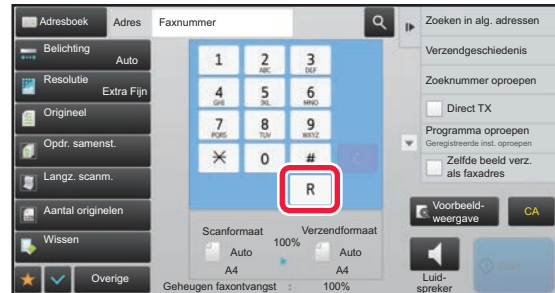 Adresboek
Adres
Faxnummer
Belichting
Auto
Resolutie
Extra Fijn
Origineel
Opdr. samenst.
Langz. scanm.
Aantal originelen
Wissen
Overige
1
2
ABC
3
DEF
4
GHI
5
JKL
6
MNO
7
PQRS
8
TUV
9
WXYZ
0
#
C
R
Scanformaat
100%
Verzendformaat
Auto
Auto
A4
A4
Geheugen faxontvangst : 100%
Zoeken in alg. adressen
Verzendgeschiedenis
Zoeknummer oproepen
Direct TX
Programma oproepen
Geregistreerde inst. oproepen
Zelfde beeld verz.
als faxadres
Voorbeeld-
weergave
CA
Luid-
spreker
Start